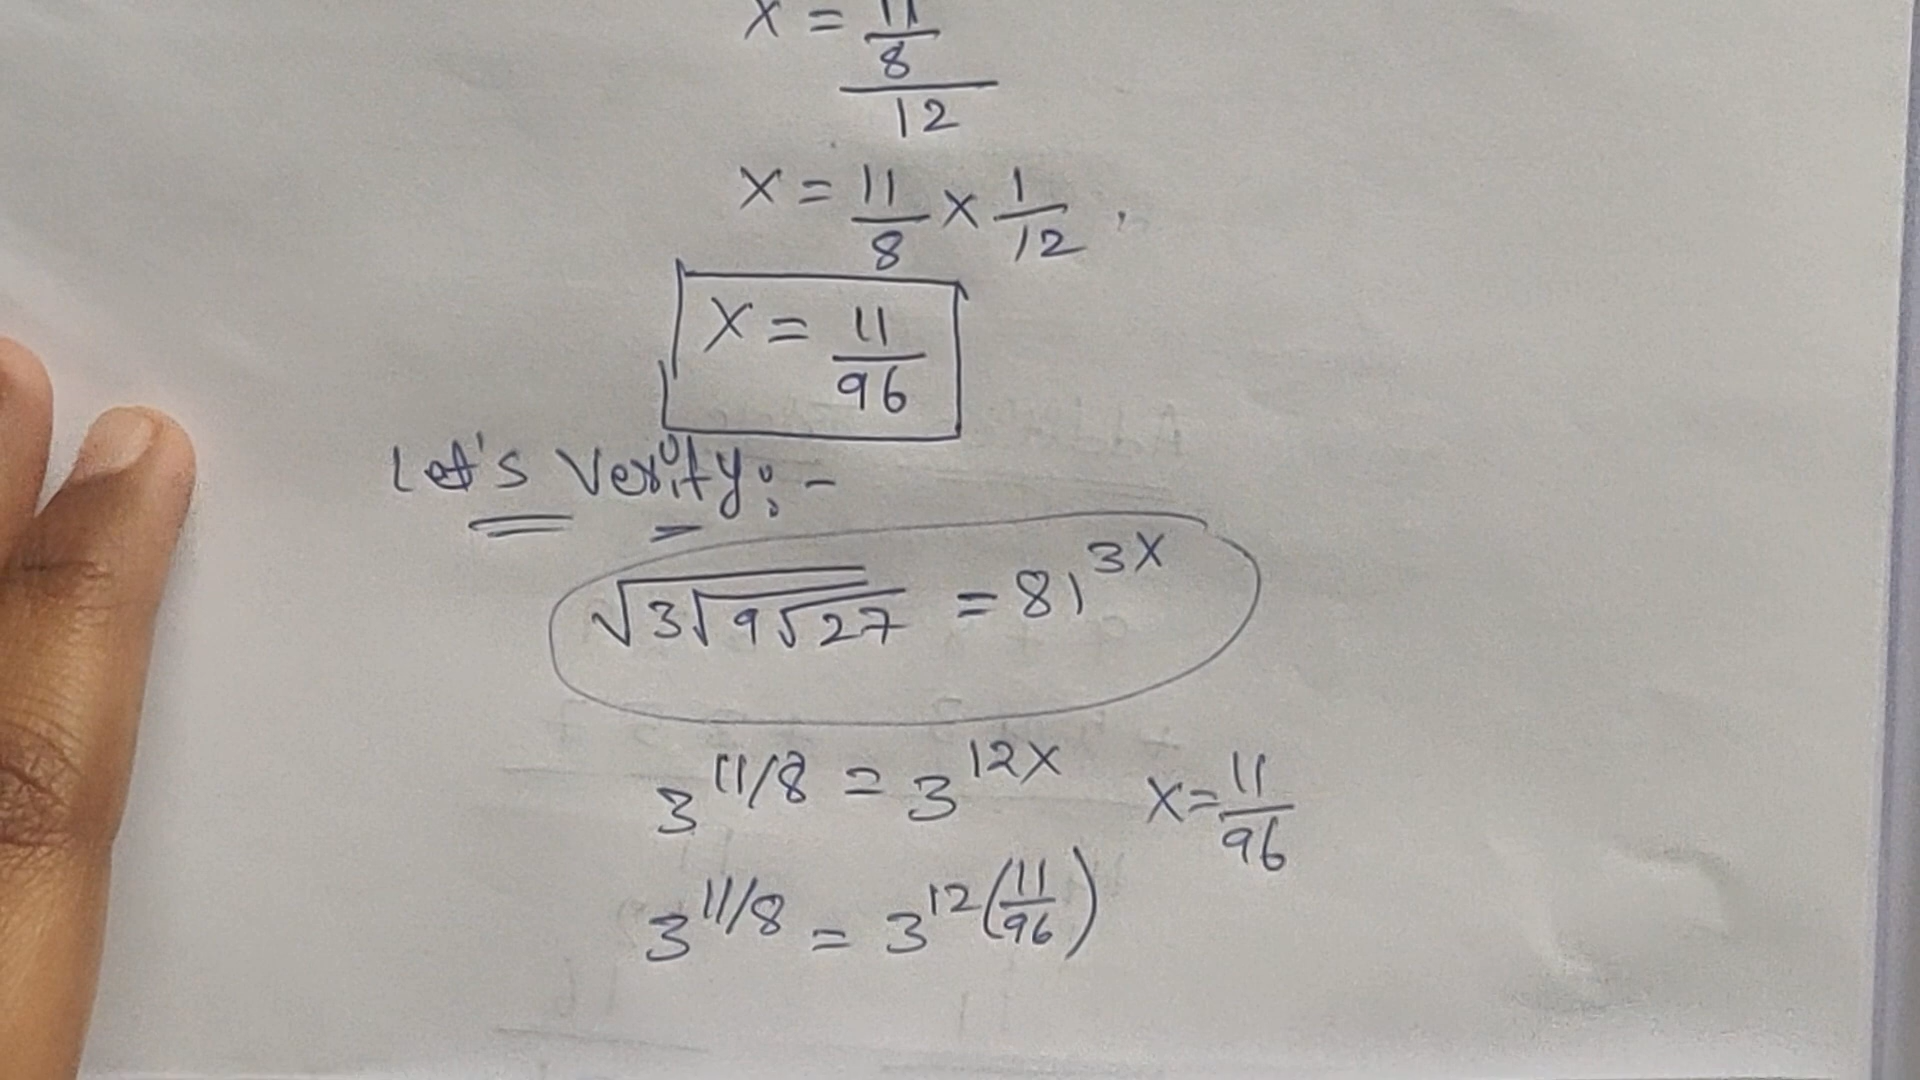 x = 11/8/12
x = 11/8 × 1/12
x = 11/96
Let's Verify:-
√3√9√27 = 81^3x
3^11/8 = 3^12x x = 11/96
3^11/8 = 3^12(11/96)